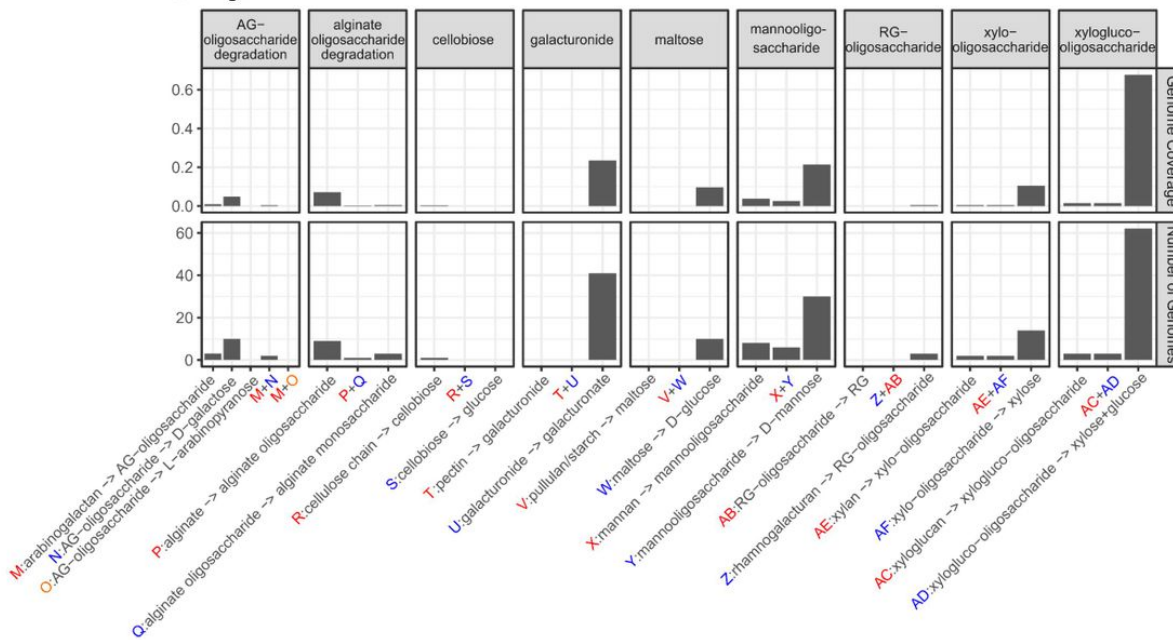 AG−
oligosaccharide
degradation
alginate
oligosaccharide
degradation
cellobiose
galacturonide
maltose
mannooligo-
saccharide
RG−
oligosaccharide
xylo−
oligosaccharide
xylogluco−
oligosaccharide
0.6
0.4
0.2
0.0
Genome Coverage
60
40
20
0
Number of Genomes
M:arabinogalactan −> AG−oligosaccharide
N:AG−oligosaccharide −> D−galactose
O:AG−oligosaccharide −> L−arabinopyranose
M+N
M+O
P:alginate −> alginate oligosaccharide
P+Q
Q:alginate oligosaccharide −> alginate monosaccharide
R:cellulose chain −> cellobiose
R+S
S:cellobiose −> glucose
T:pectin −> galacturonide
T+U
U:galacturonide −> galacturonate
V:pullulan/starch −> maltose
V+W
W:maltose −> D−glucose
X:mannan −> mannooligosaccharide
X+Y
Y:mannooligosaccharide −> D−mannose
AB:RG−oligosaccharide −> RG
Z+AB
Z:rhamnogalacturan −> RG−oligosaccharide
AE:xylan −> xylo−oligosaccharide
AE+AF
AF:xylo−oligosaccharide −> xylose
AC:xyloglucan −> xylogluco−oligosaccharide
AC+AD
AD:xylogluco−oligosaccharide −> xylose+glucose